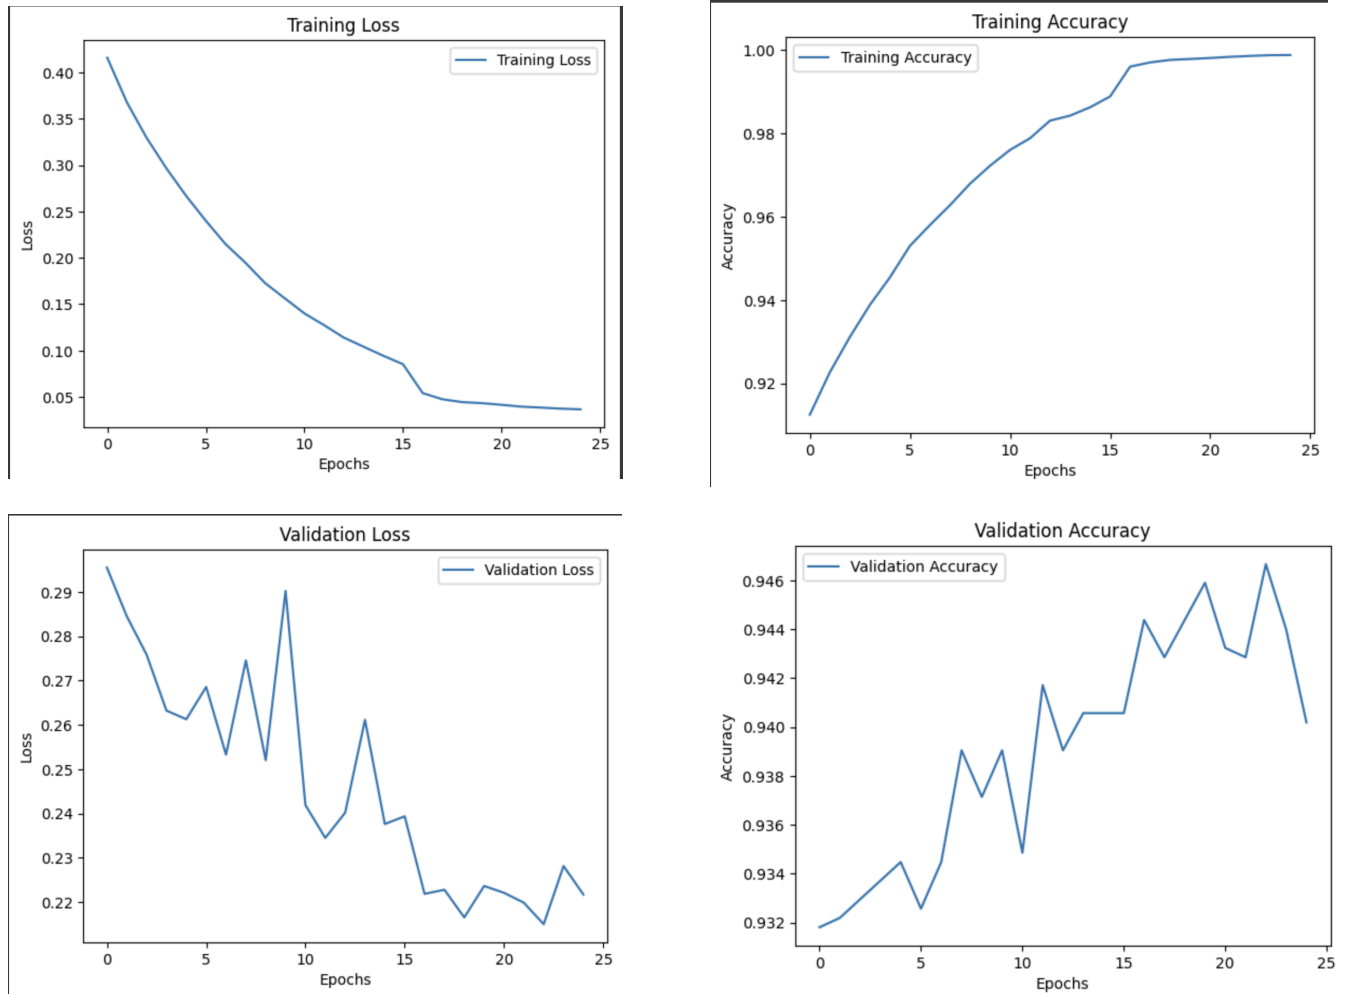 Training Loss
Training Loss
0.40
0.35
0.30
0.25
0.20
0.15
0.10
0.05
Loss
0 5 10 15 20 25
Epochs
Training Accuracy
Training Accuracy
1.00
0.98
0.96
0.94
0.92
Accuracy
0 5 10 15 20 25
Epochs
Validation Loss
Validation Loss
0.29
0.28
0.27
0.26
0.25
0.24
0.23
0.22
Loss
0 5 10 15 20 25
Epochs
Validation Accuracy
Validation Accuracy
0.946
0.944
0.942
0.940
0.938
0.936
0.934
0.932
Accuracy
0 5 10 15 20 25
Epochs